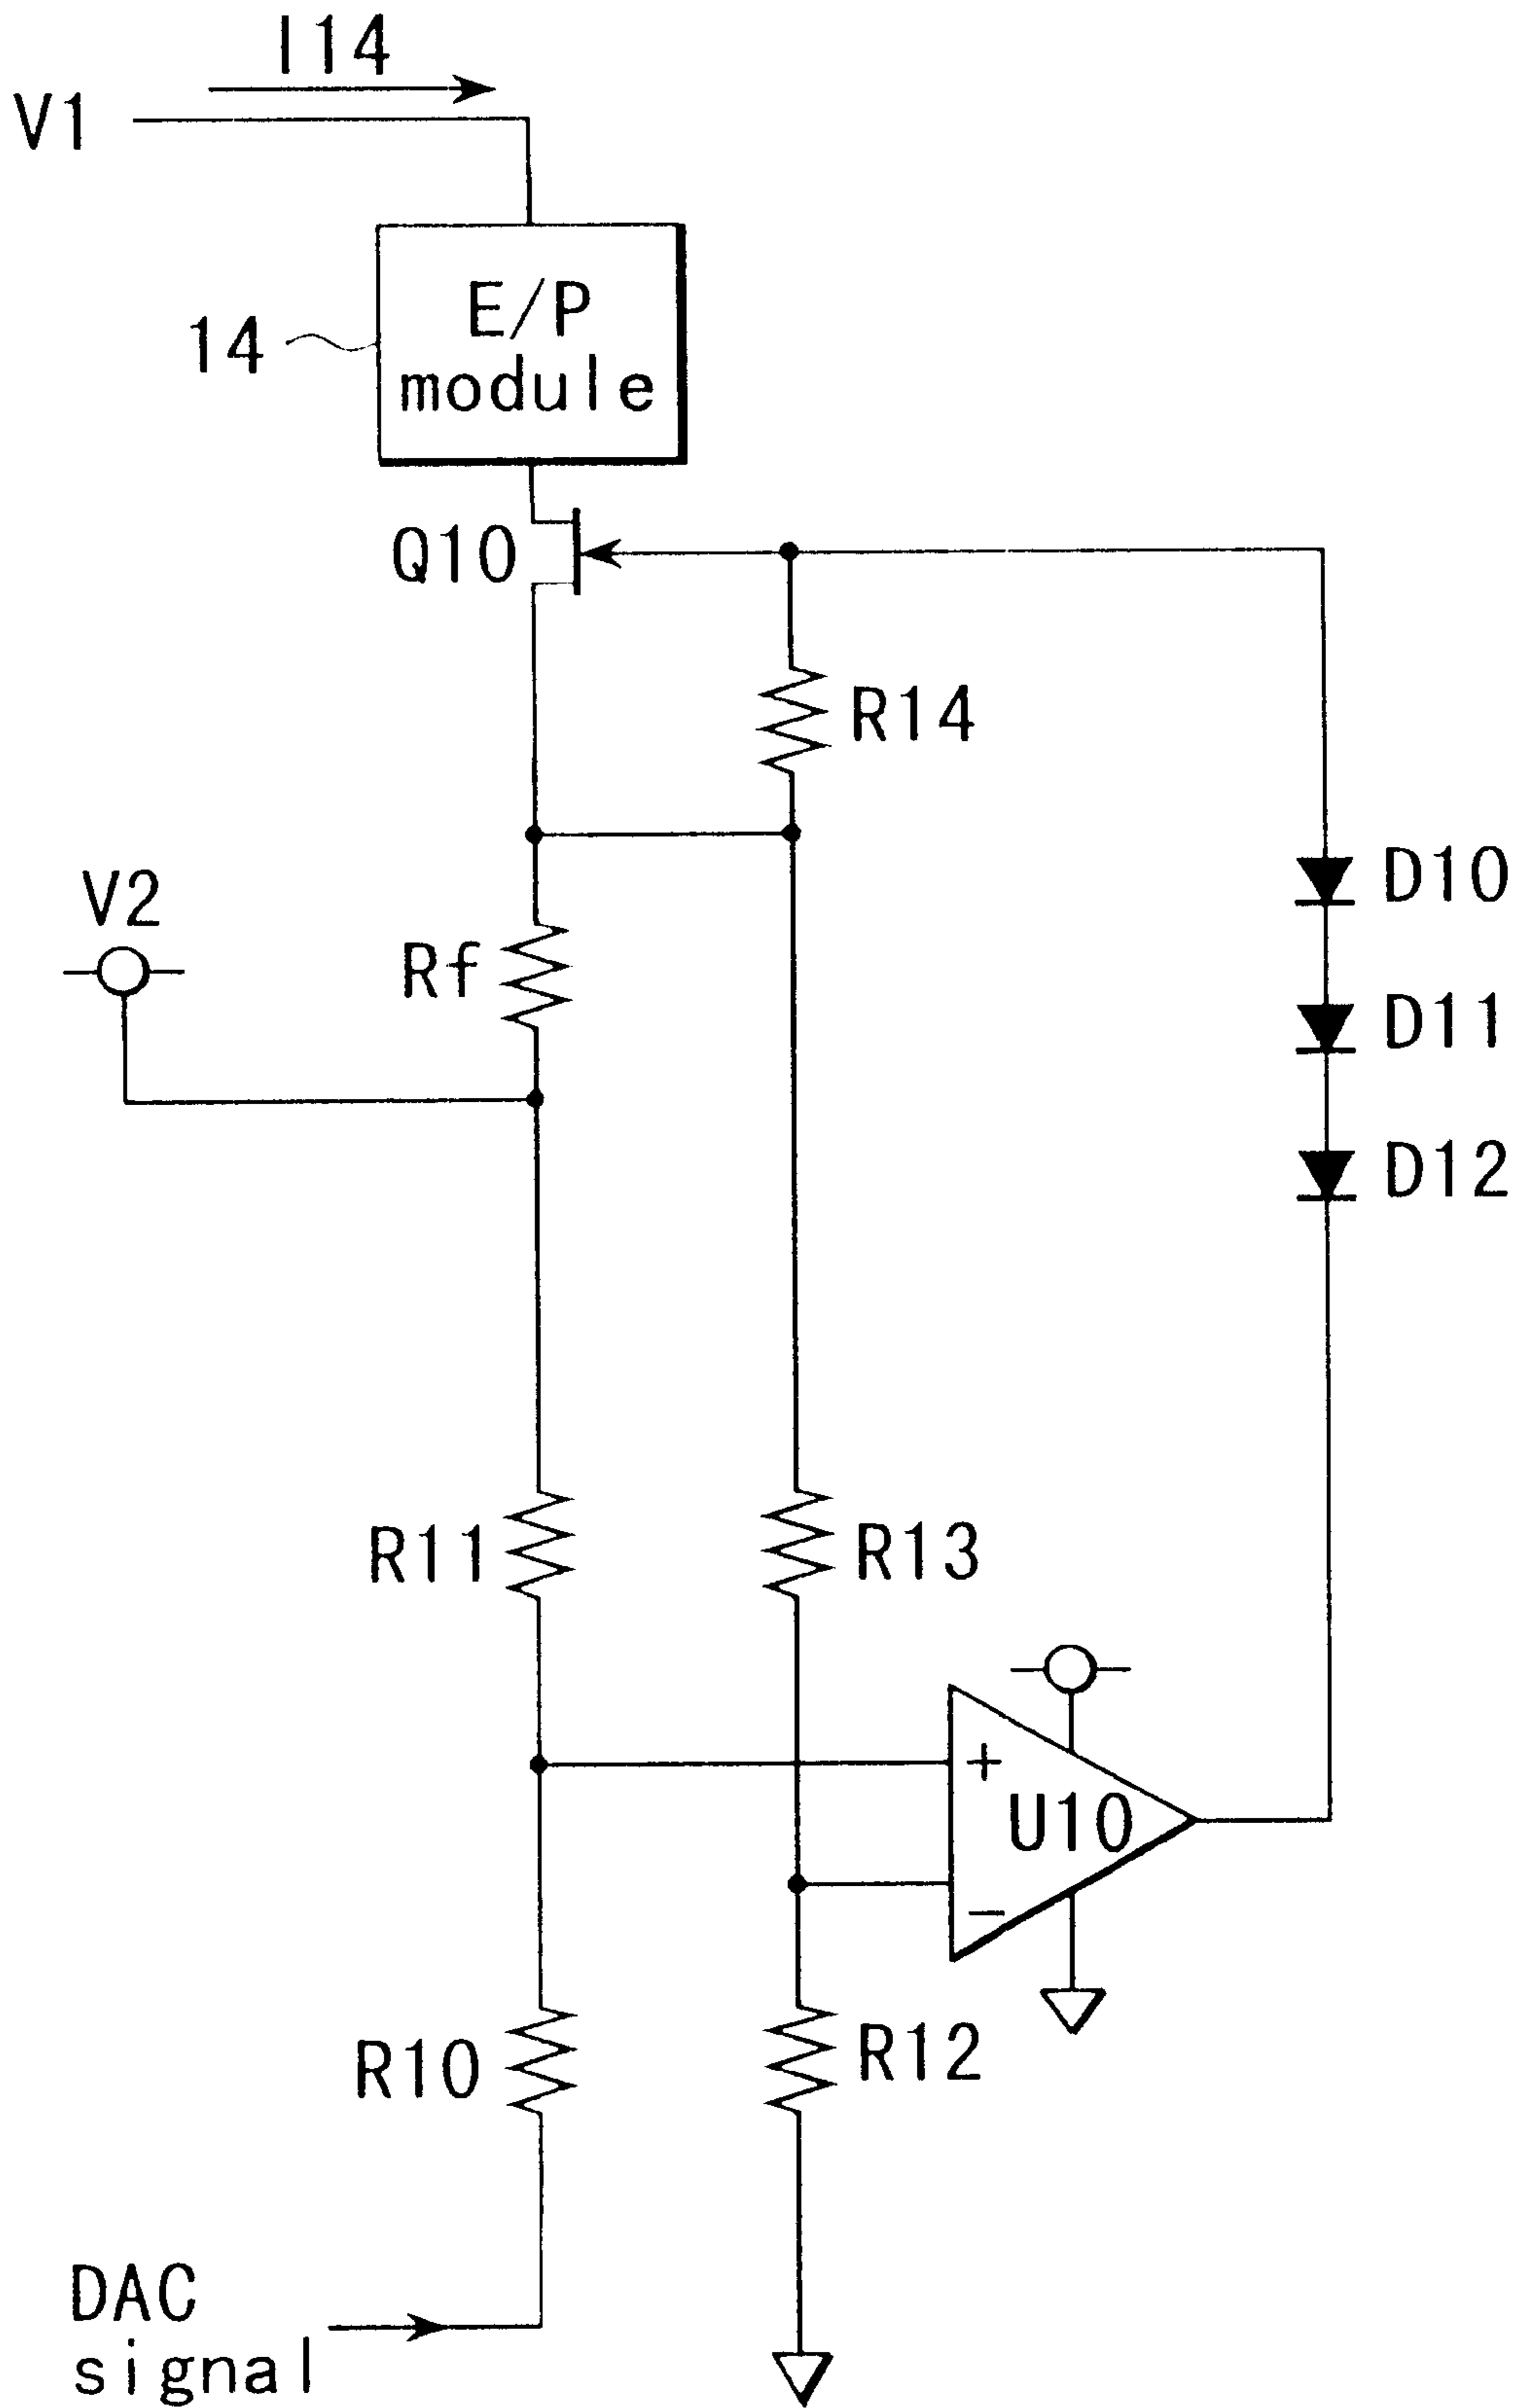 I14
V1
E/P
module
14
Q10
R14
V2
Rf
D10
D11
D12
R11
R13
+
U10
−
R10
R12
DAC
signal